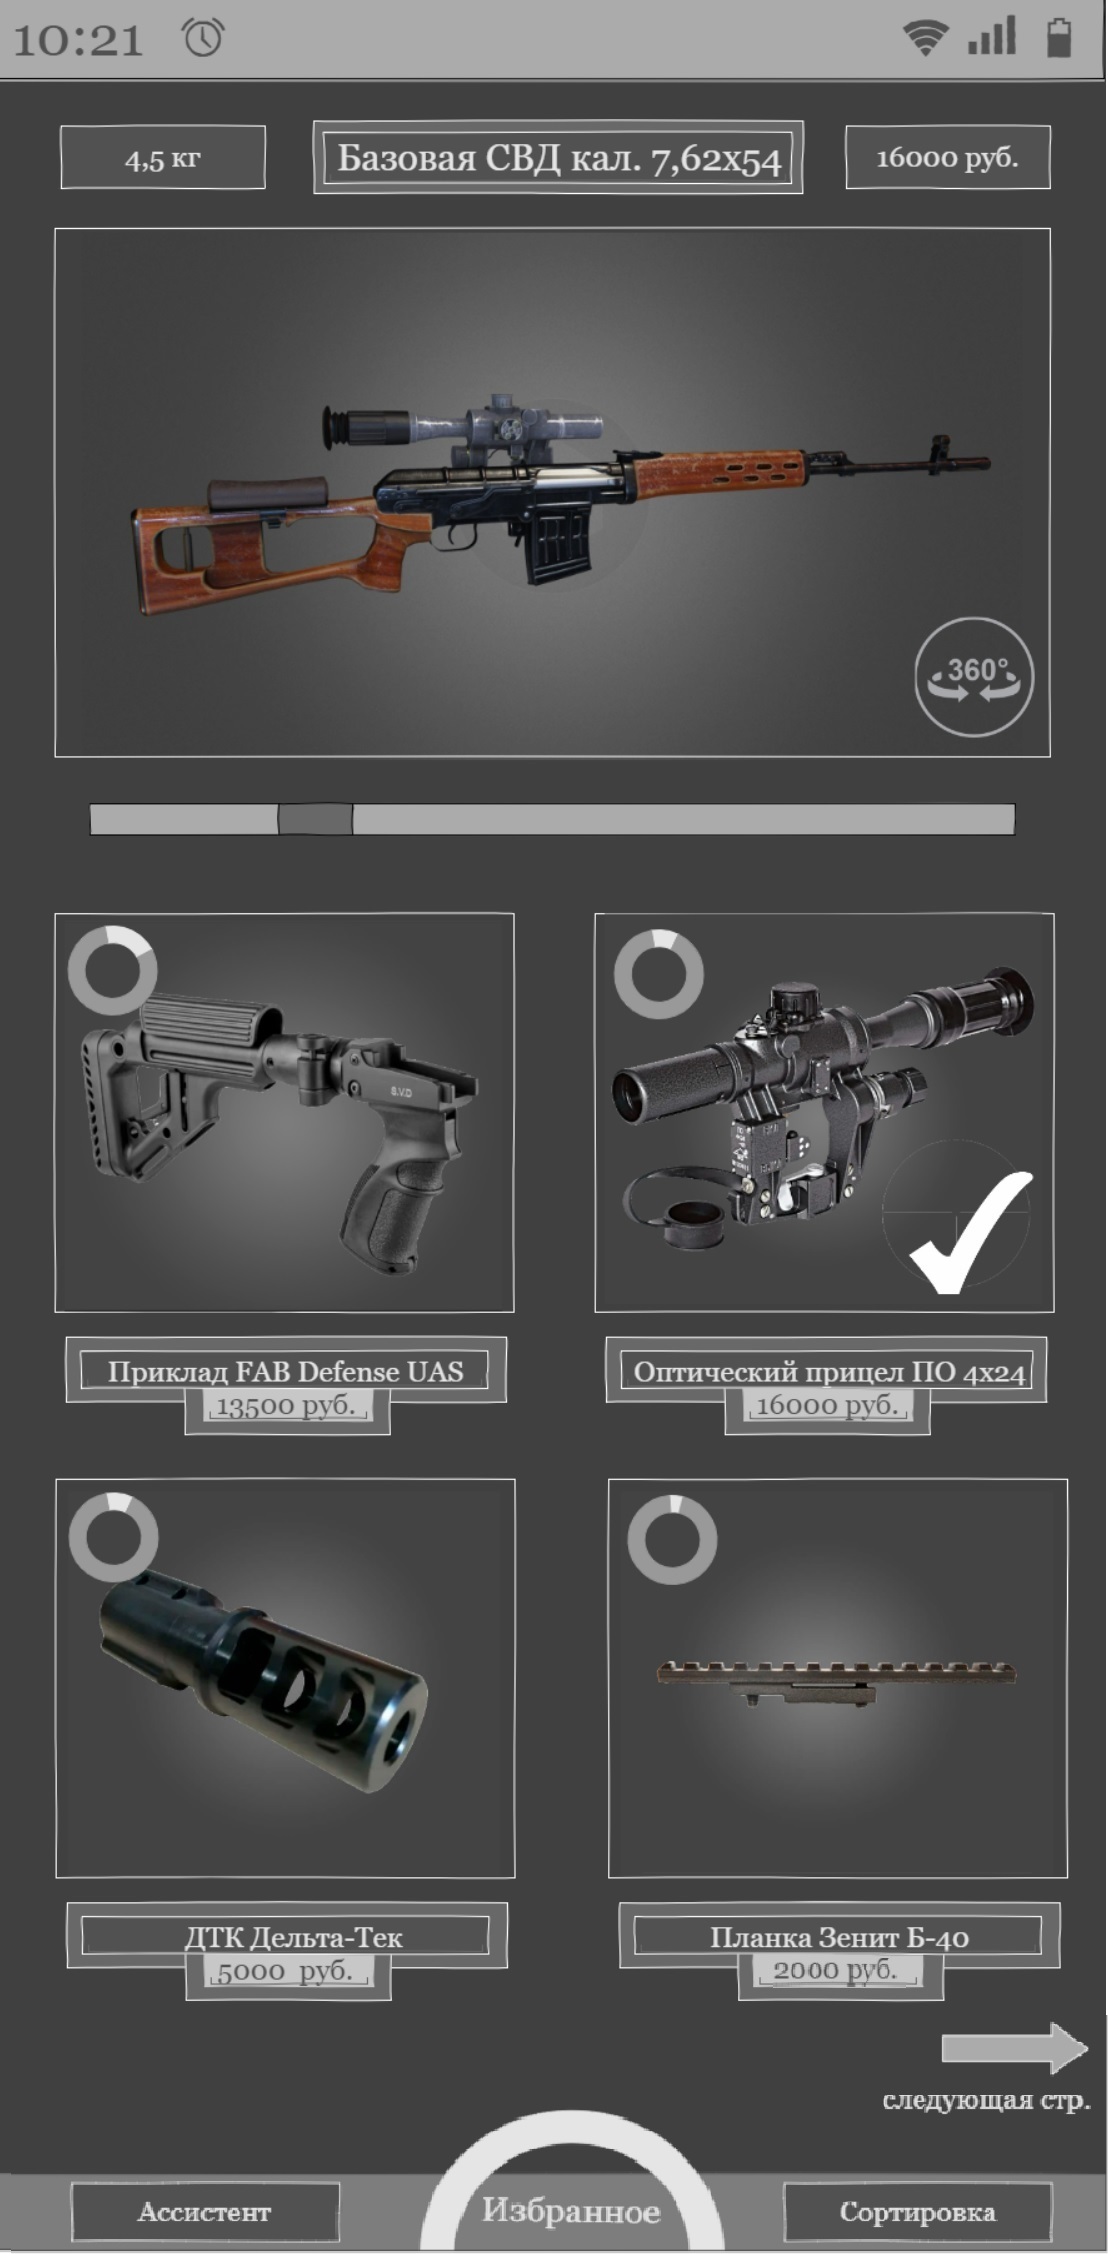 10:21
4,5 кг
Базовая СВД кал. 7,62х54
16000 руб.
360°
S.V.D
Приклад FAB Defense UAS
13500 руб.
Оптический прицел ПО 4х24
16000 руб.
ДТК Дельта-Тек
5000 руб.
Планка Зенит Б-40
2000 руб.
следующая стр.
Ассистент
Избранное
Сортировка